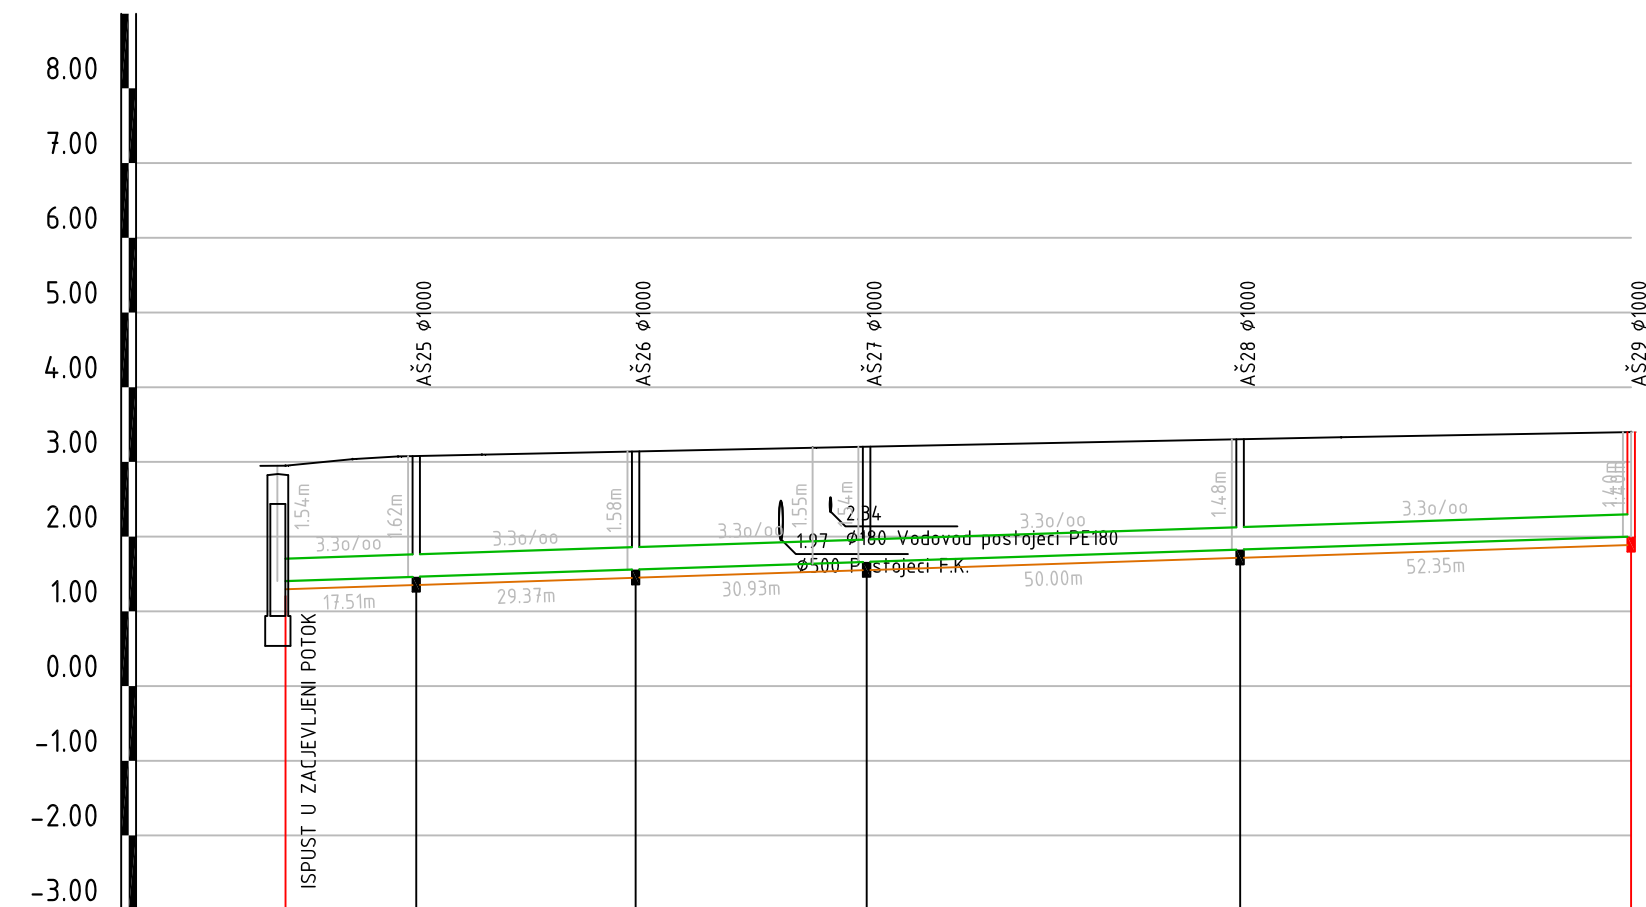 8.00
7.00
6.00
5.00
4.00
3.00
2.00
1.00
0.00
-1.00
-2.00
-3.00
AŠ25 ϕ1000
AŠ26 ϕ1000
AŠ27 ϕ1000
AŠ28 ϕ1000
AŠ29 ϕ1000
1.54m
1.62m
1.58m
1.55m
1.54m
1.48m
1.40m
3.3o/oo
3.3o/oo
3.3o/oo
3.3o/oo
3.3o/oo
2.34
ϕ180 Vodovod postojeci PE180
1.97
ϕ500 Postojeci F.K.
17.51m
29.37m
30.93m
50.00m
52.35m
ISPUST U ZACJEVLJENI POTOK